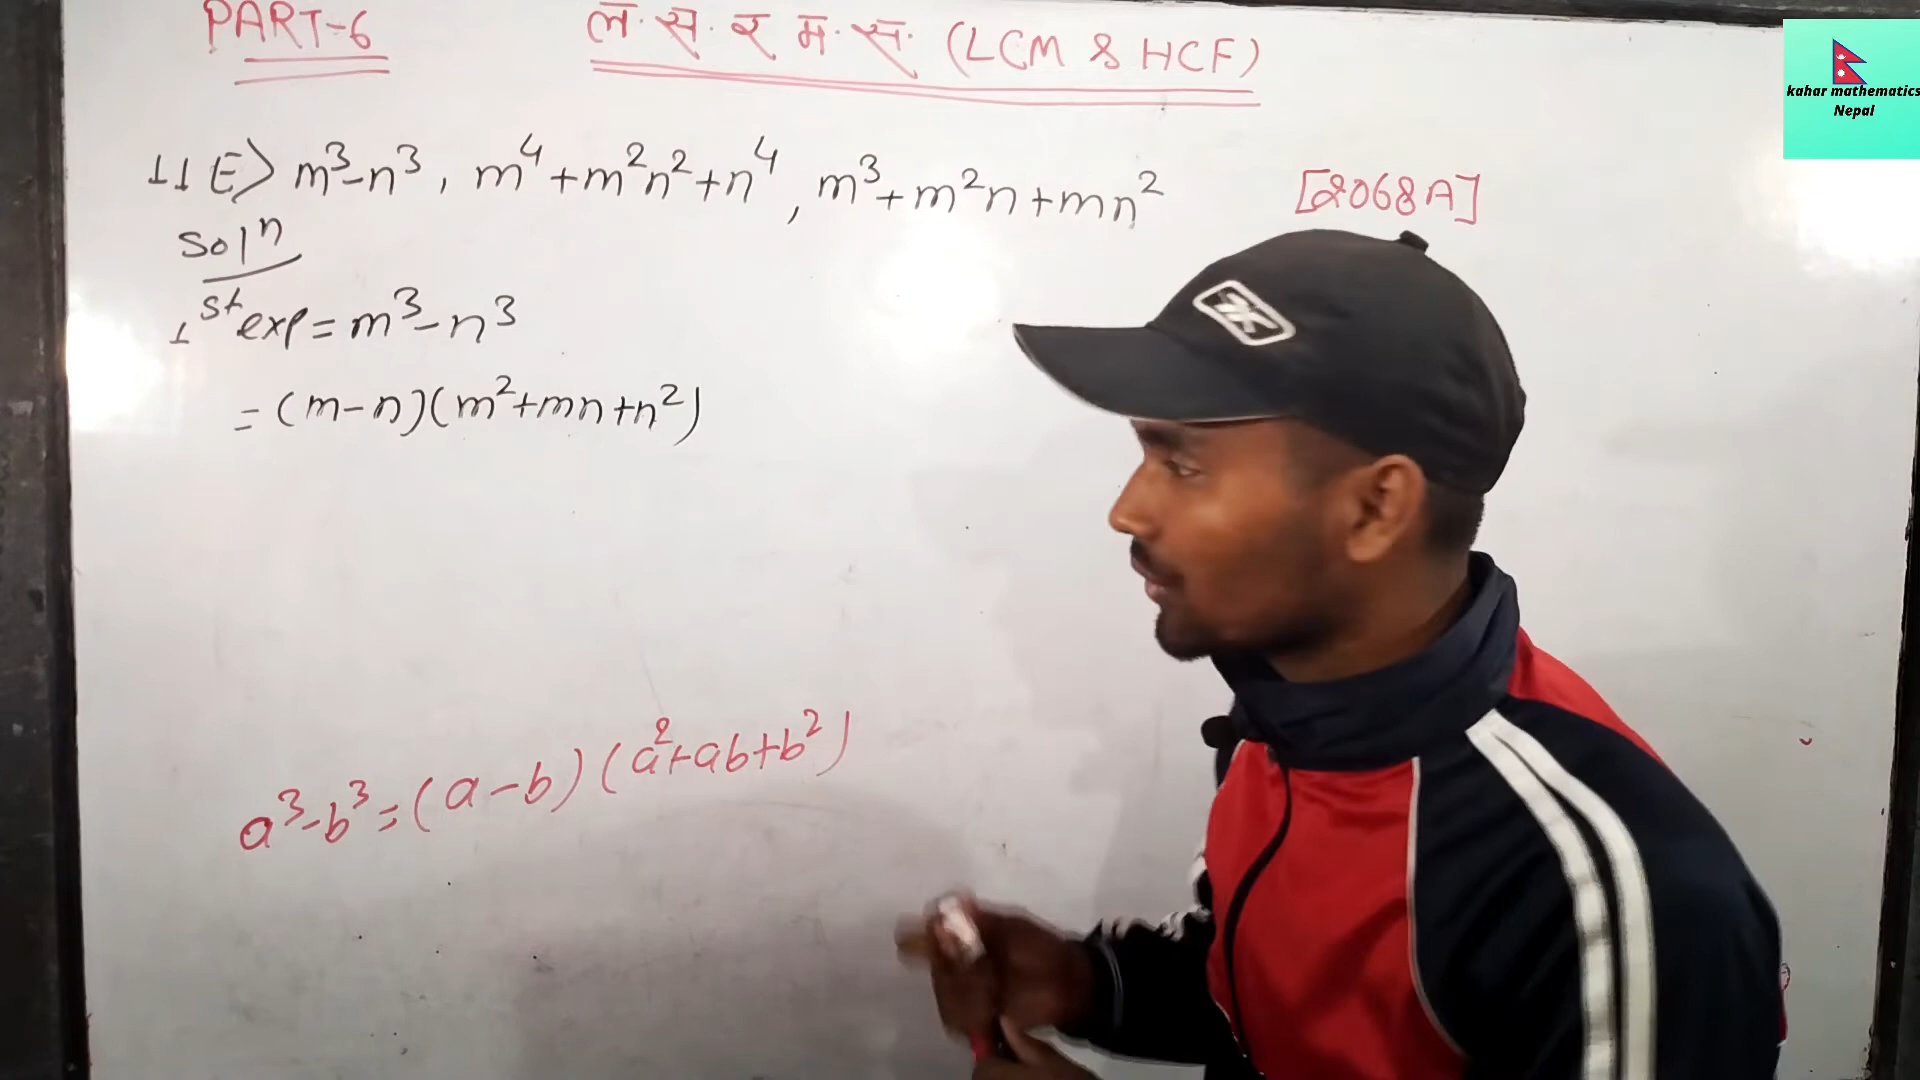 PART-6
ल.स. र म.स. (LCM & HCF)
kahar mathematics
Nepal
11 E> m³-n³, m⁴+m²n²+n⁴, m³+m²n+mn²
[2068A]
Solⁿ
1st exp = m³-n³
= (m-n)(m²+mn+n²)
a³-b³=(a-b)(a²+ab+b²)